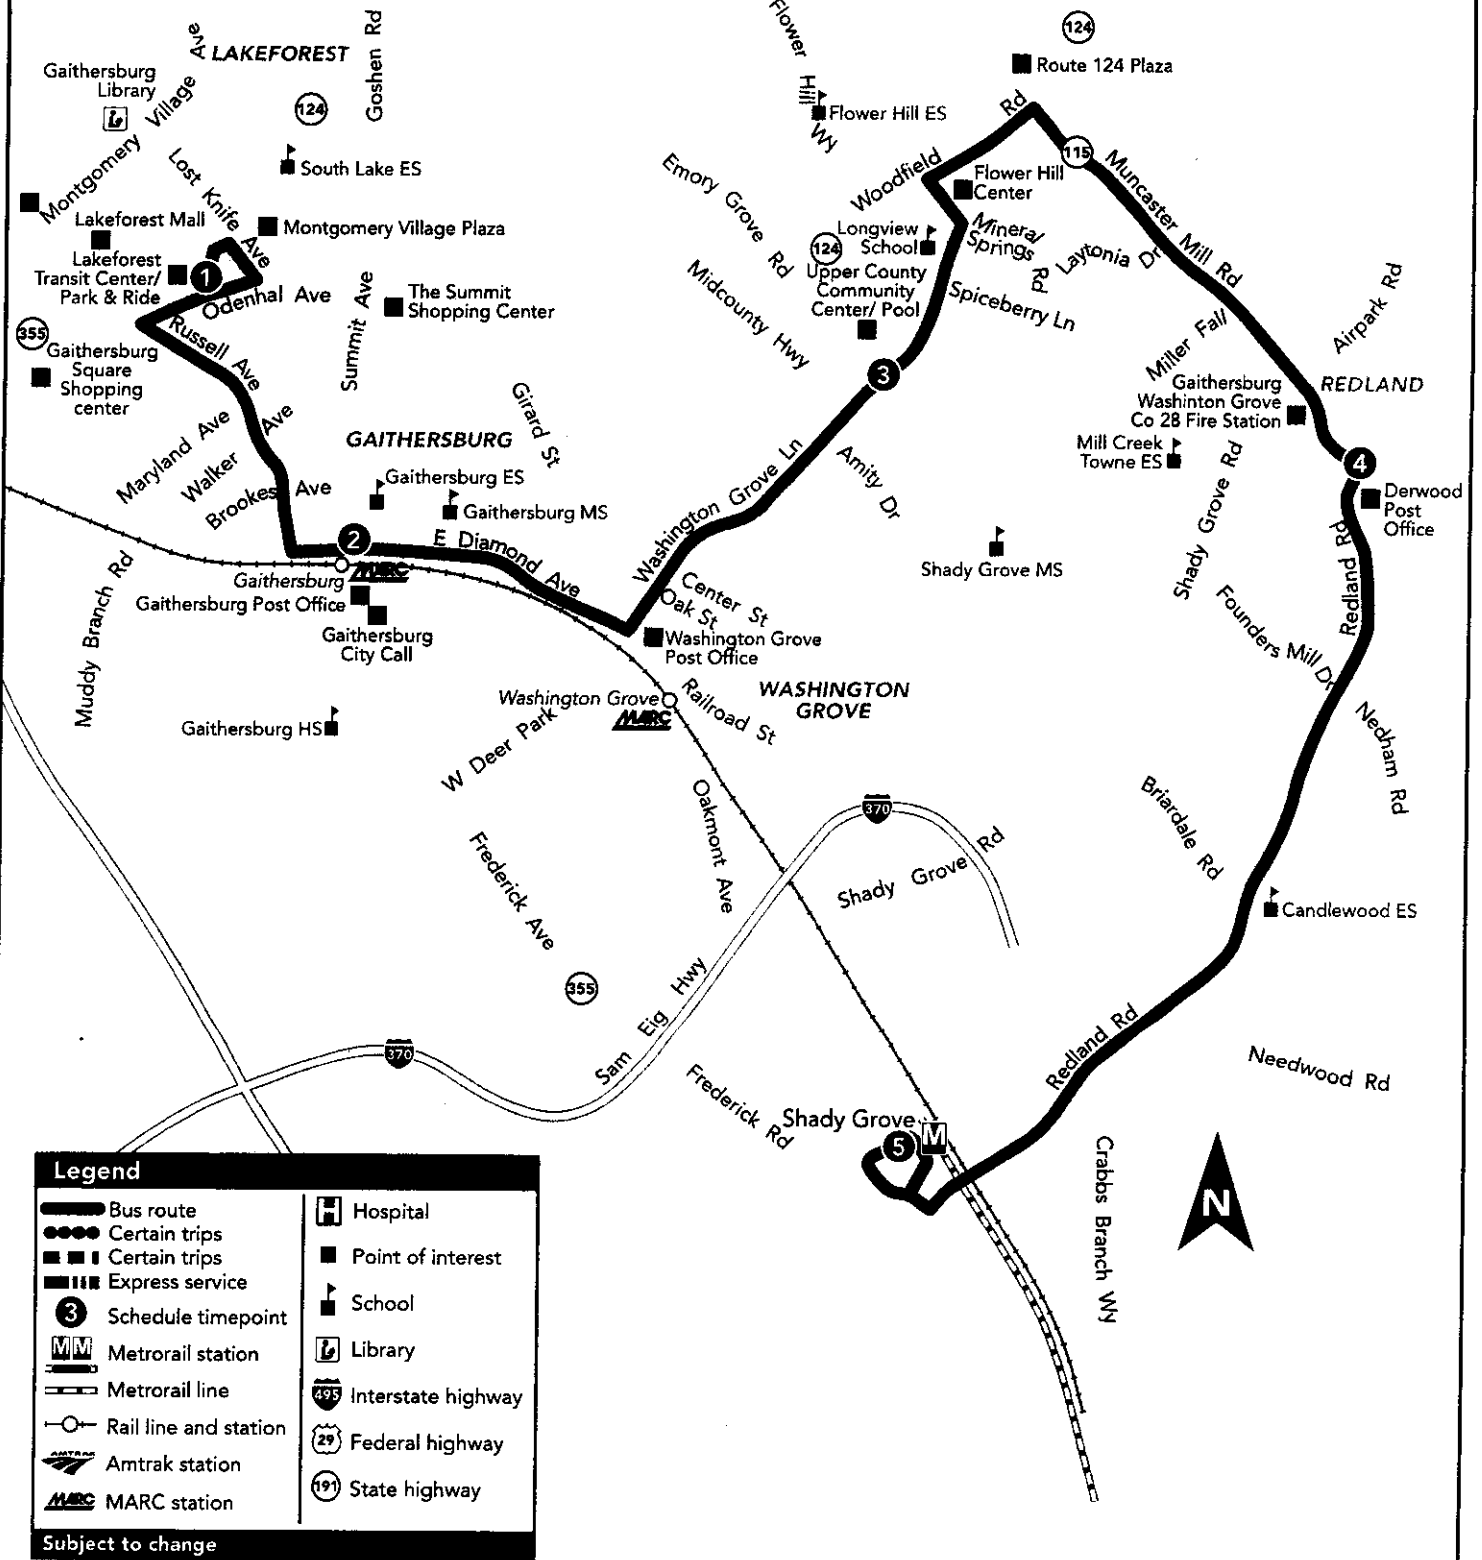 Flower Hill Wy
124
Route 124 Plaza
LAKEFOREST
Goshen Rd
Gaithersburg
Library
Montgomery Village Ave
124
Flower Hill ES
Rd
115
Muncaster Mill Rd
Lost Knife Ave
South Lake ES
Emory Grove Rd
Woodfield
Flower Hill
Center
Lakeforest Mall
Montgomery Village Plaza
Longview
School
Mineral
Springs
Rd
Laytonia Dr
124
Lakeforest
Transit Center/
Park & Ride
1
Odenhal Ave
Summit Ave
The Summit
Shopping Center
Midcounty Hwy
Upper County
Community
Center/ Pool
Spiceberry Ln
Airpark Rd
355
Gaithersburg
Square
Shopping
center
Russell Ave
Miller Fall
3
Gaithersburg
Washinton Grove
Co 28 Fire Station
REDLAND
Maryland Ave
Walker Ave
Brookes Ave
GAITHERSBURG
Girard St
Gaithersburg ES
Gaithersburg MS
Washington Grove Ln
Amity Dr
Mill Creek
Towne ES
Shady Grove Rd
4
Derwood
Post
Office
2
E Diamond Ave
Gaithersburg
MARC
Gaithersburg Post Office
Gaithersburg
City Call
Muddy Branch Rd
Center St
Oak St
Washington Grove
Post Office
Shady Grove MS
Redland Rd
Founders Mill Dr
Washington Grove
MARC
Railroad St
WASHINGTON
GROVE
Gaithersburg HS
W Deer Park
Nedham Rd
Oakmont Ave
370
Briardale Rd
Frederick Ave
Shady Grove Rd
Candlewood ES
355
Sam Eig Hwy
370
Redland Rd
Needwood Rd
Frederick Rd
Shady Grove
M
5
Crabbs Branch Wy
N
Legend
Bus route
Certain trips
Certain trips
Express service
3
Schedule timepoint
MM
Metrorail station
Metrorail line
Rail line and station
AMTRAK
Amtrak station
MARC
MARC station
H
Hospital
Point of interest
School
Library
495
Interstate highway
29
Federal highway
191
State highway
Subject to change